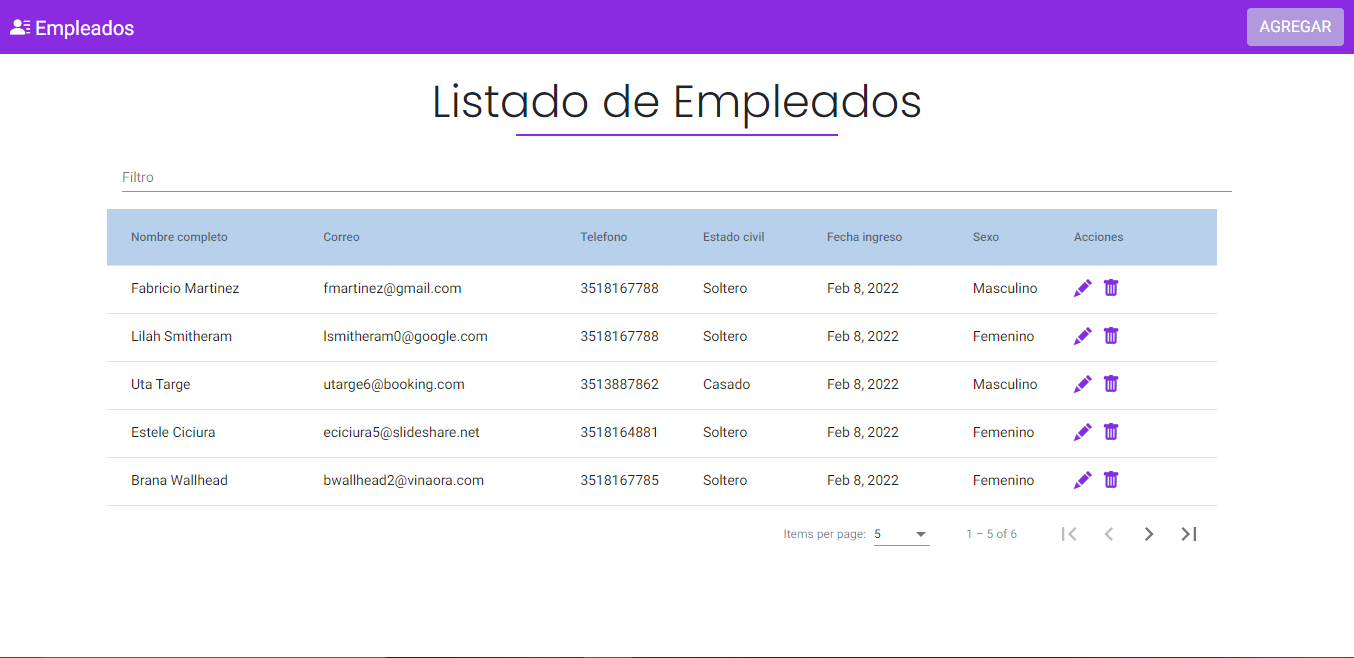 Empleados AGREGAR
Listado de Empleados
Filtro
Nombre completo Correo Telefono Estado civil Fecha ingreso Sexo Acciones
Fabricio Martinez fmartinez@gmail.com 3518167788 Soltero Feb 8, 2022 Masculino
Lilah Smitheram lsmitheram0@google.com 3518167788 Soltero Feb 8, 2022 Femenino
Uta Targe utarge6@booking.com 3513887862 Casado Feb 8, 2022 Masculino
Estele Ciciura eciciura5@slideshare.net 3518164881 Soltero Feb 8, 2022 Femenino
Brana Wallhead bwallhead2@vinaora.com 3518167785 Soltero Feb 8, 2022 Femenino
Items per page: 5 1 – 5 of 6